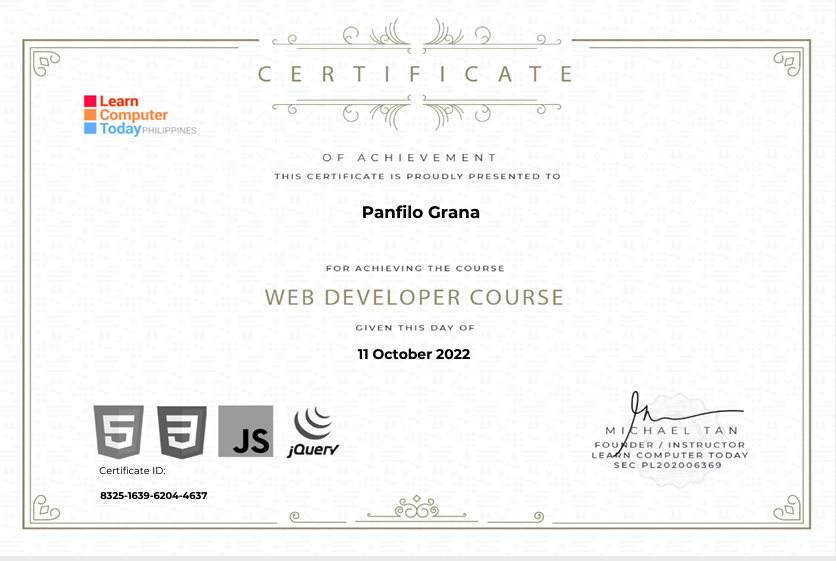 CERTIFICATE
Learn
Computer
Today PHILIPPINES
OF ACHIEVEMENT
THIS CERTIFICATE IS PROUDLY PRESENTED TO
Panfilo Grana
FOR ACHIEVING THE COURSE
WEB DEVELOPER COURSE
GIVEN THIS DAY OF
11 October 2022
5
3
JS
jQuery
MICHAEL TAN
FOUNDER / INSTRUCTOR
LEARN COMPUTER TODAY
SEC PL202006369
Certificate ID:
8325-1639-6204-4637